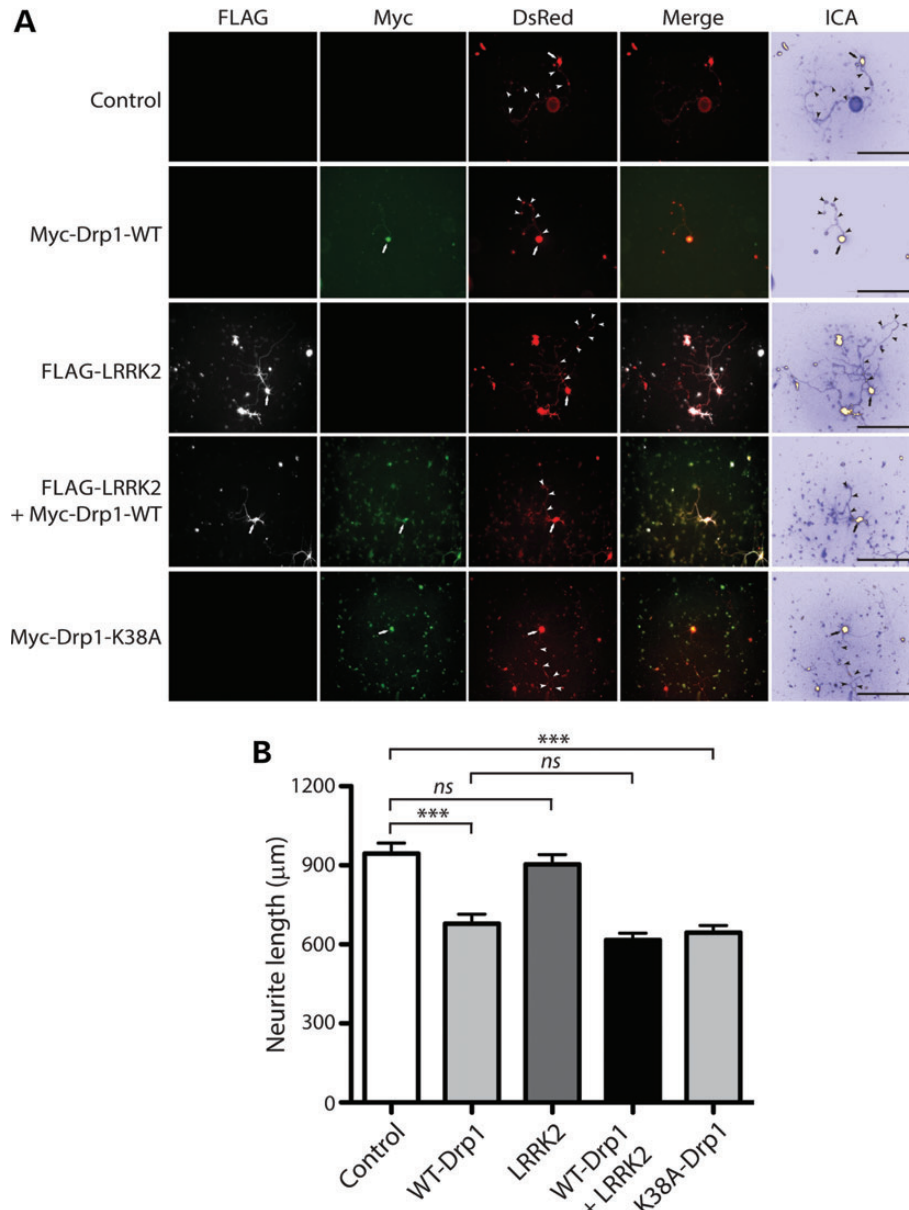 A
FLAG Myc DsRed Merge ICA
Control
Myc-Drp1-WT
FLAG-LRRK2
FLAG-LRRK2
+ Myc-Drp1-WT
Myc-Drp1-K38A
B
***
ns
ns
***
Neurite length (μm)
1200
900
600
300
0
Control
WT-Drp1
LRRK2
WT-Drp1
+ LRRK2
K38A-Drp1